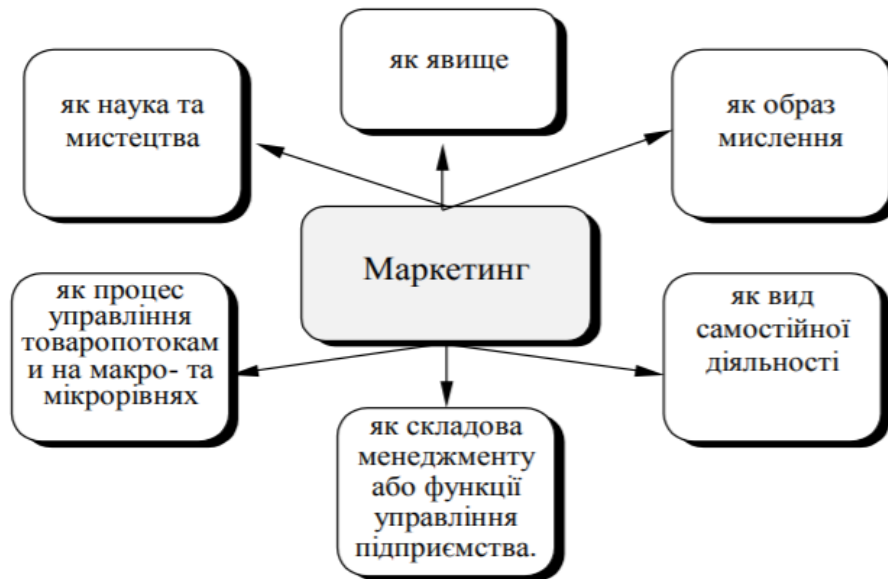 як явище
як наука та
мистецтва
як образ
мислення
Маркетинг
як процес
управління
товаропотокам
и на макро- та
мікрорівнях
як вид
самостійної
діяльності
як складова
менеджменту
або функції
управління
підприємства.